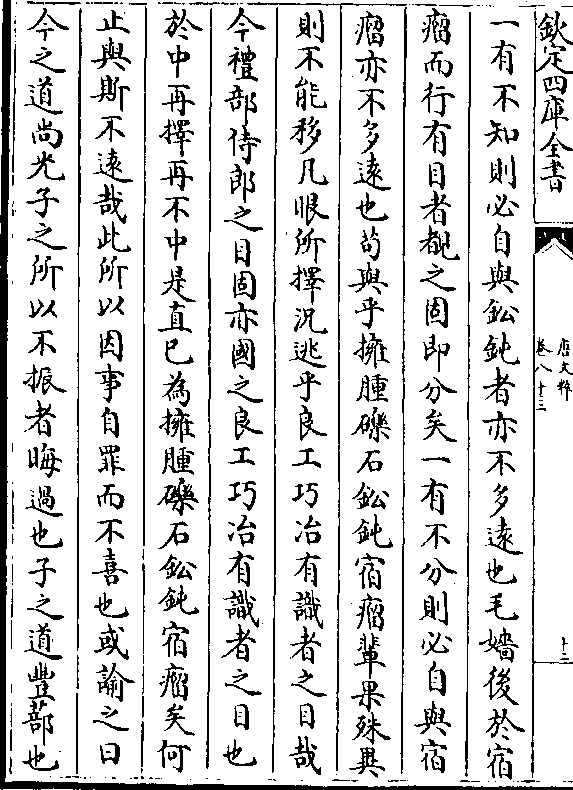 欽定四庫全書
唐文粹
卷八十三
十三
一有不知則必自與鈆鈍者亦不多遠也毛嬙後於宿
瘤而行有目者覩之固即分矣一有不分則必自與宿
瘤亦不多遠也苟與乎擁腫礫石鈆鈍宿瘤輩果殊異
則不能移凡眼所擇況逃乎良工巧冶有識者之目哉
今禮部侍郎之目固亦國之良工巧冶有識者之目也
於中再擇再不中是直已為擁腫礫石鈆鈍宿瘤矣何
止與斯不遠哉此所以因事自罪而不喜也或諭之曰
今之道尚光子之所以不振者晦過也子之道豐蔀也